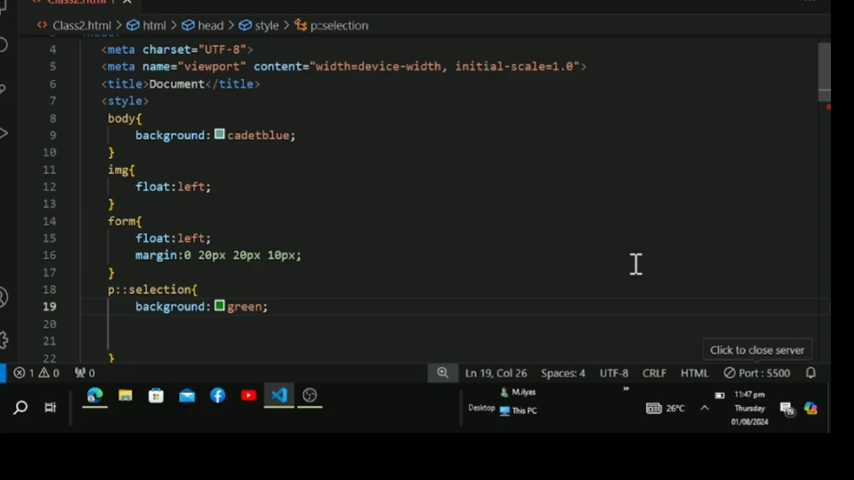 Class2.html 1
Class2.html > html > head > style > p::selection
4 <meta charset="UTF-8">
5 <meta name="viewport" content="width=device-width, initial-scale=1.0">
6 <title>Document</title>
7 <style>
8 body{
9 background: cadetblue;
10 }
11 img{
12 float:left;
13 }
14 form{
15 float:left;
16 margin:0 20px 20px 10px;
17 }
18 p::selection{
19 background: green;
20
21
22 }
Click to close server
1 0 0 Ln 19, Col 26 Spaces: 4 UTF-8 CRLF HTML Port : 5500
M.ilyas
Desktop This PC
26°C
11:47 pm
Thursday
01/08/2024